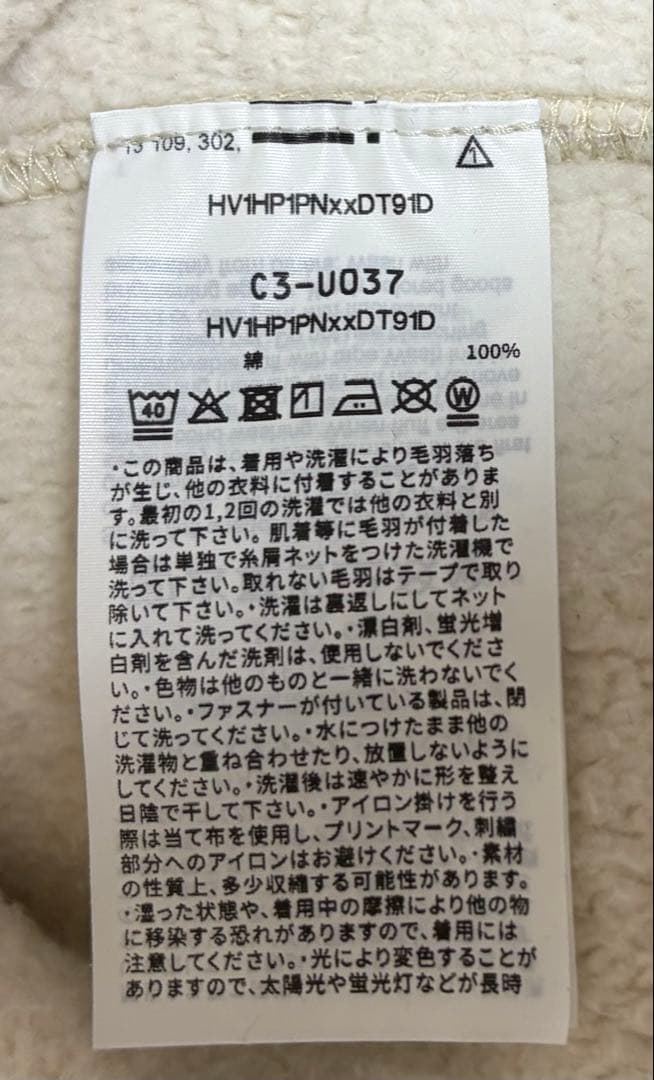 13 109, 302,
1
HV1HP1PNxxDT91D
C3-U037
HV1HP1PNxxDT91D
綿 100%
40 W
・この商品は、着用や洗濯により毛羽落ち
が生じ、他の衣料に付着することがありま
す。最初の1,2回の洗濯では他の衣料と別
に洗って下さい。 肌着等に毛羽が付着した
場合は単独で糸屑ネットをつけた洗濯機で
洗って下さい。取れない毛羽はテープで取り
除いて下さい。・洗濯は裏返しにしてネット
に入れて洗ってください。・漂白剤、蛍光増
白剤を含んだ洗剤は、使用しないでくださ
い。・色物は他のものと一緒に洗わないでく
ださい。・ファスナーが付いている製品は、閉
じて洗ってください。・水につけたまま他の
洗濯物と重ね合わせたり、放置しないように
してください。・洗濯後は速やかに形を整え
日陰で干して下さい。・アイロン掛けを行う
際は当て布を使用し、プリントマーク、刺繍
部分へのアイロンはお避けください。・素材
の性質上、多少収縮する可能性があります。
・湿った状態や、着用中の摩擦により他の物
に移染する恐れがありますので、着用には
注意してください。・光により変色することが
ありますので、太陽光や蛍光灯などが長時